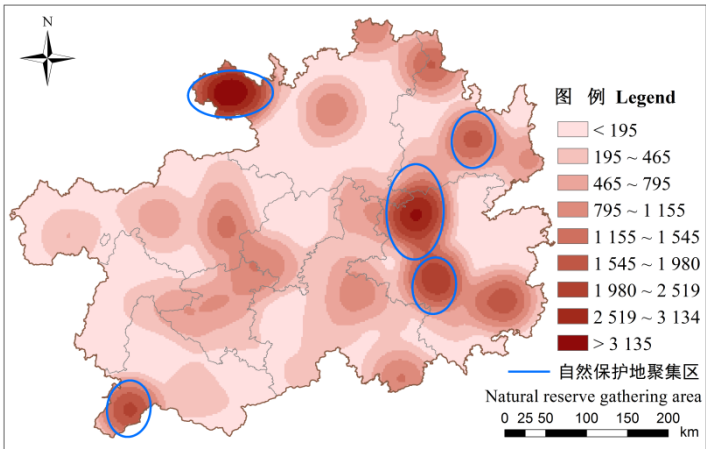 N
图 例 Legend
< 195
195 ~ 465
465 ~ 795
795 ~ 1 155
1 155 ~ 1 545
1 545 ~ 1 980
1 980 ~ 2 519
2 519 ~ 3 134
> 3 135
自然保护地聚集区
Natural reserve gathering area
0 25 50 100 150 200
km